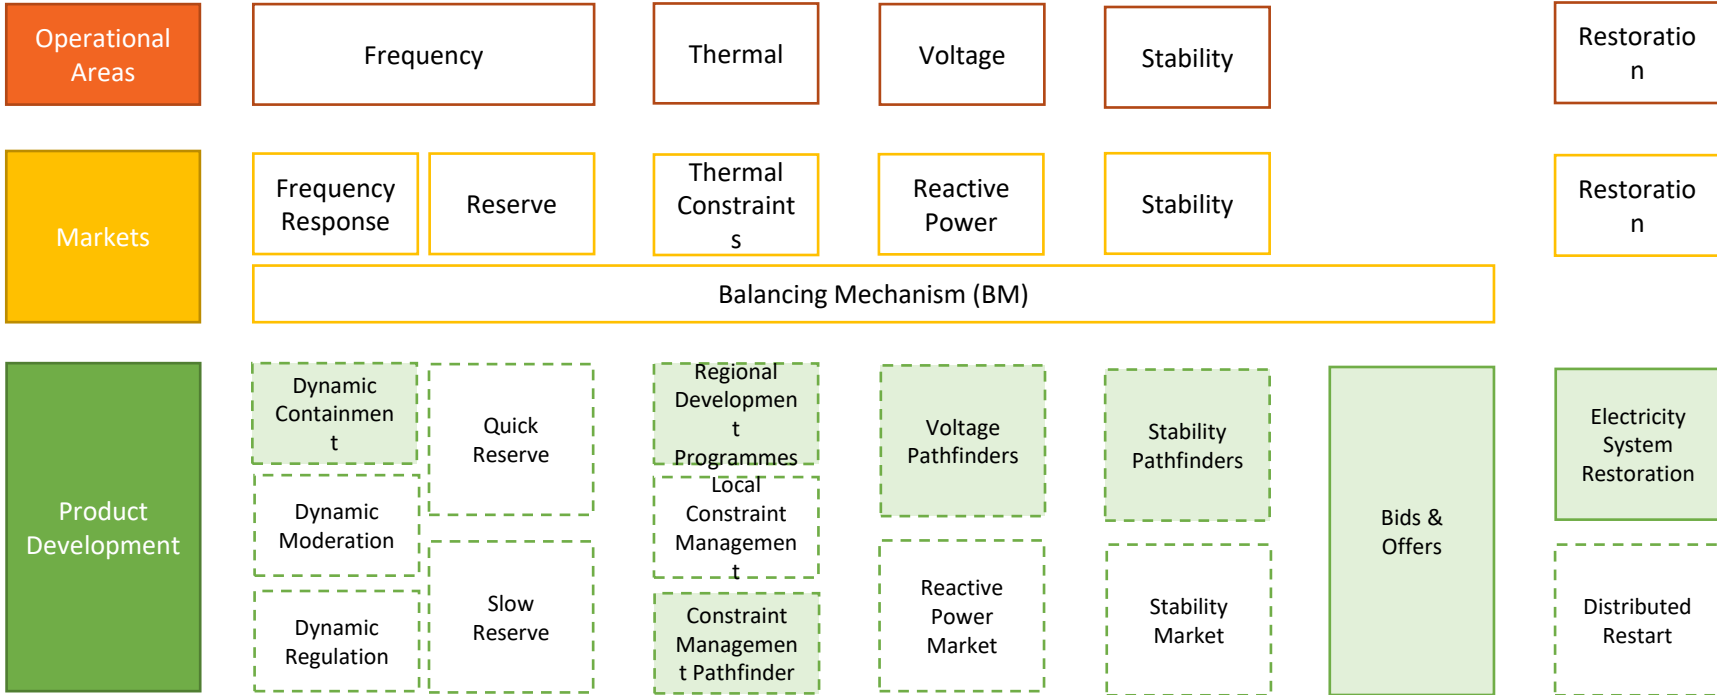 Operational
Areas
Frequency
Thermal
Voltage
Stability
Restoratio
n
Markets
Frequency
Response
Reserve
Thermal
Constraint
s
Reactive
Power
Stability
Restoratio
n
Balancing Mechanism (BM)
Product
Development
Dynamic
Containmen
t
Dynamic
Moderation
Dynamic
Regulation
Quick
Reserve
Slow
Reserve
Regional
Developmen
t
Programmes
Local
Constraint
Managemen
t
Constraint
Managemen
t Pathfinder
Voltage
Pathfinders
Reactive
Power
Market
Stability
Pathfinders
Stability
Market
Bids &
Offers
Electricity
System
Restoration
Distributed
Restart